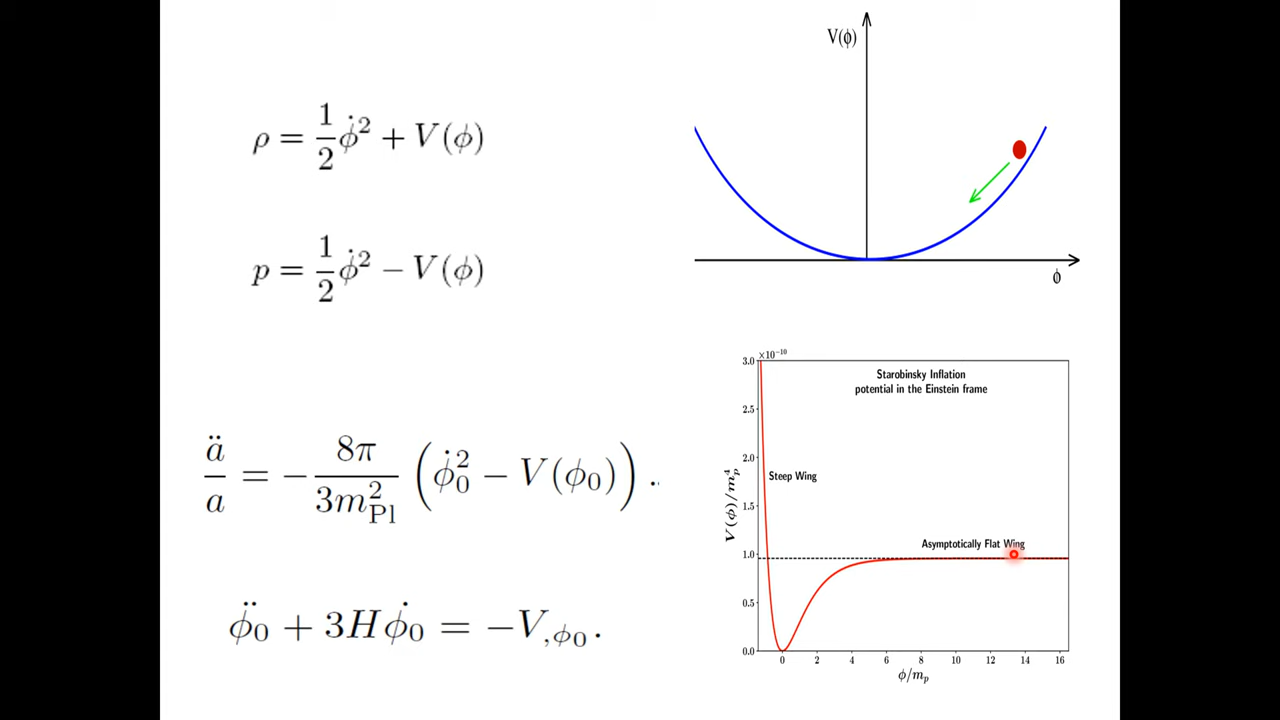 ρ = 1/2 φ̇² + V(φ)
p = 1/2 φ̇² − V(φ)
ä/a = − 8π/3m²_Pl (φ̇₀² − V(φ₀)) ..
φ̈₀ + 3Hφ̇₀ = −V,φ₀ .
V(ϕ)
ϕ
×10⁻¹⁰
3.0
2.5
2.0
1.5
1.0
0.5
0.0
V(φ)/m_p⁴
Starobinsky Inflation
potential in the Einstein frame
Steep Wing
Asymptotically Flat Wing
0 2 4 6 8 10 12 14 16
φ/m_p